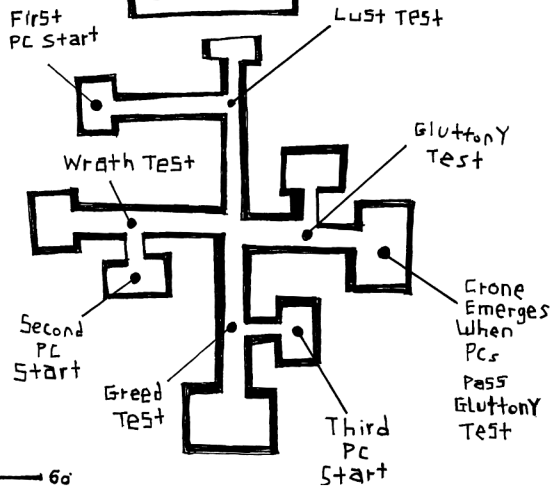 First
PC Start
Lust Test
Wrath Test
Gluttony
Test
Second
PC
Start
Greed
Test
Third
PC
Start
Crone
Emerges
When
PCs
Pass
Gluttony
Test
60'